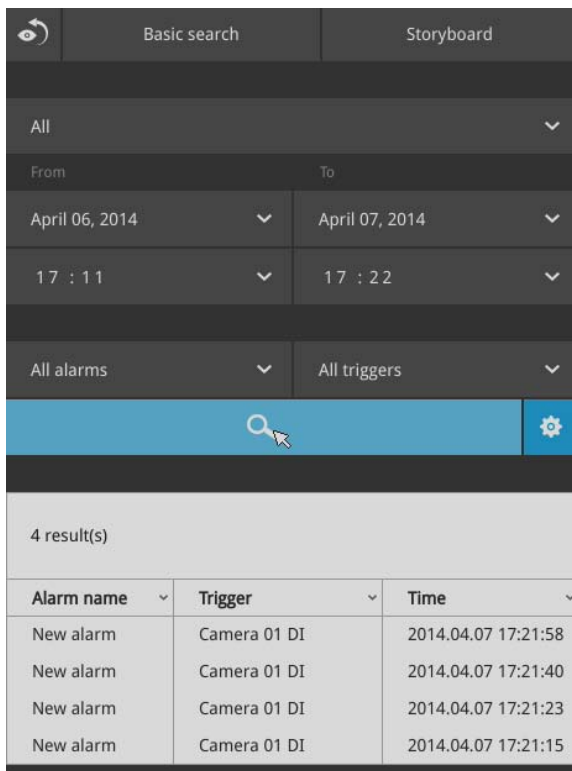 Basic search Storyboard
All
From To
April 06, 2014 April 07, 2014
17 : 11 17 : 22
All alarms All triggers
4 result(s)
Alarm name Trigger Time
New alarm Camera 01 DI 2014.04.07 17:21:58
New alarm Camera 01 DI 2014.04.07 17:21:40
New alarm Camera 01 DI 2014.04.07 17:21:23
New alarm Camera 01 DI 2014.04.07 17:21:15